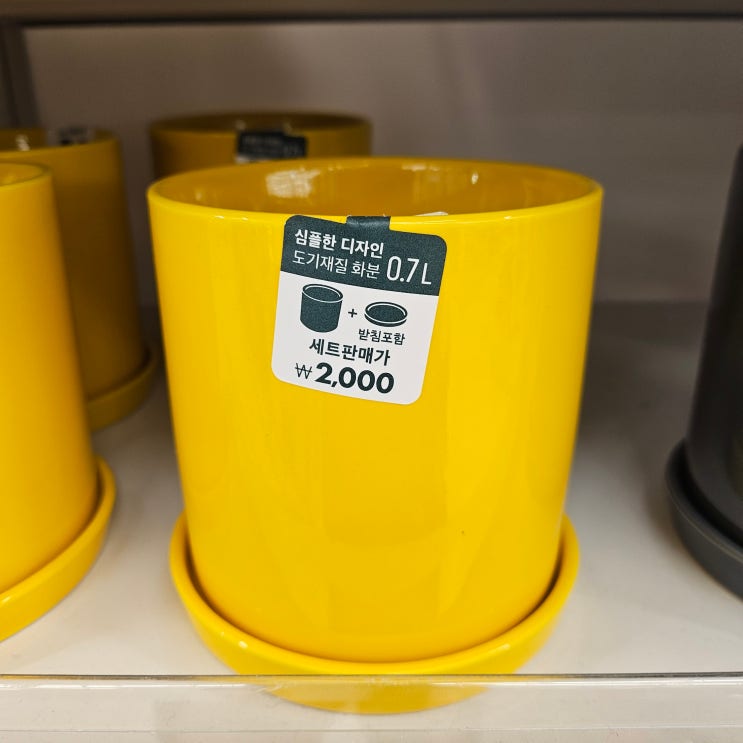 심플한 디자인
도기재질 화분 0.7L
+
받침포함
세트판매가
₩2,000